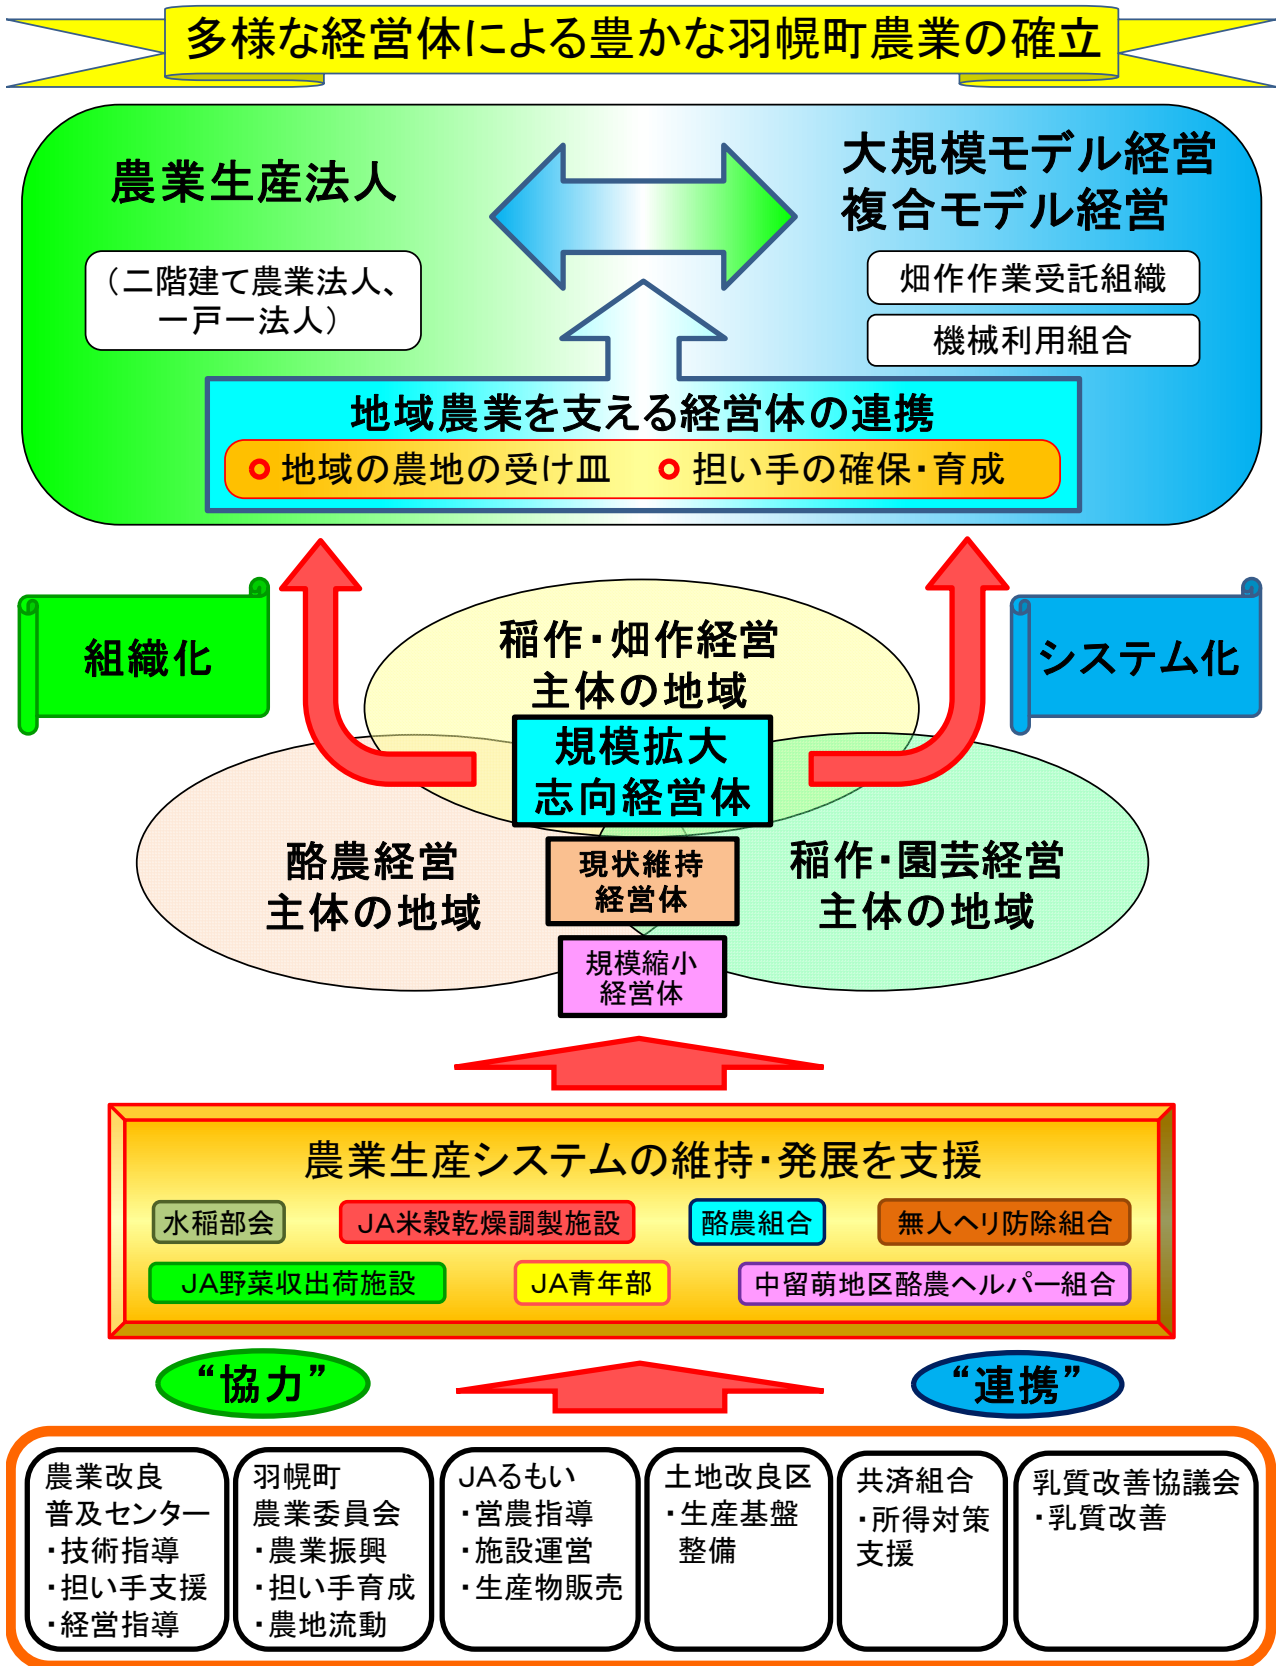 多様な経営体による豊かな羽幌町農業の確立
農業生産法人
（二階建て農業法人、
一戸一法人）
大規模モデル経営
複合モデル経営
畑作作業受託組織
機械利用組合
地域農業を支える経営体の連携
地域の農地の受け皿
担い手の確保・育成
組織化
システム化
稲作・畑作経営
主体の地域
規模拡大
志向経営体
酪農経営
主体の地域
現状維持
経営体
稲作・園芸経営
主体の地域
規模縮小
経営体
農業生産システムの維持・発展を支援
水稲部会
JA米穀乾燥調製施設
酪農組合
無人ヘリ防除組合
JA野菜収出荷施設
JA青年部
中留萌地区酪農ヘルパー組合
“協力”
“連携”
農業改良
普及センター
・技術指導
・担い手支援
・経営指導
羽幌町
農業委員会
・農業振興
・担い手育成
・農地流動
JAるもい
・営農指導
・施設運営
・生産物販売
土地改良区
・生産基盤
整備
共済組合
・所得対策
支援
乳質改善協議会
・乳質改善